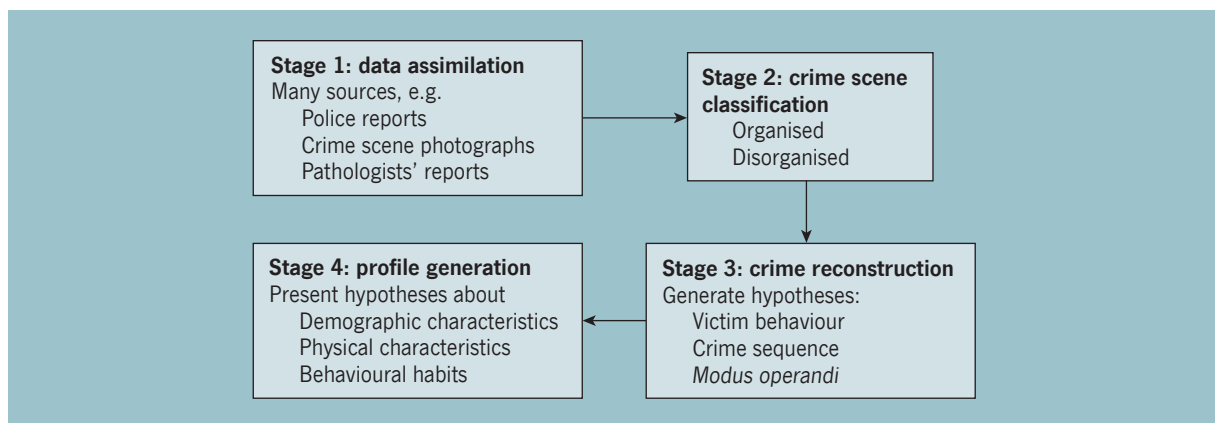 Stage 1: data assimilation
Many sources, e.g.
Police reports
Crime scene photographs
Pathologists’ reports
Stage 2: crime scene
classification
Organised
Disorganised
Stage 3: crime reconstruction
Generate hypotheses:
Victim behaviour
Crime sequence
Modus operandi
Stage 4: profile generation
Present hypotheses about
Demographic characteristics
Physical characteristics
Behavioural habits